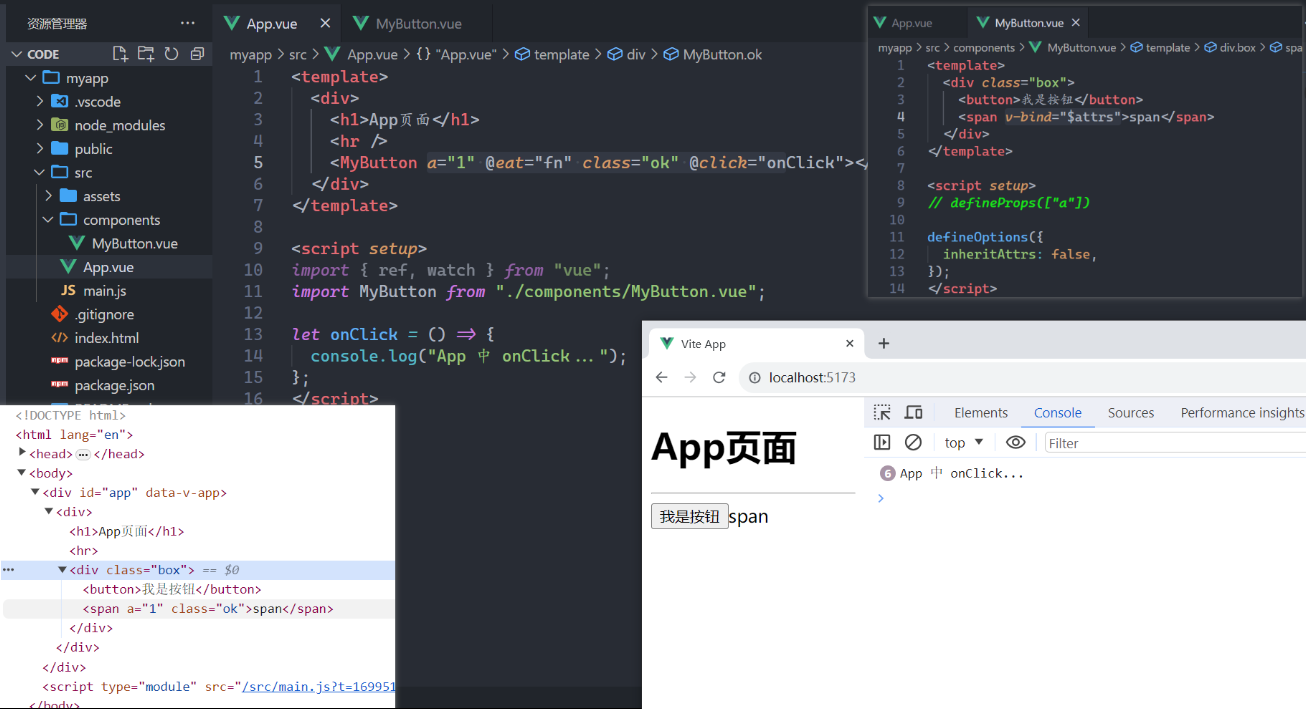 资源管理器 ···
CODE
myapp
.vscode
node_modules
public
src
assets
components
MyButton.vue
App.vue
JS main.js
.gitignore
index.html
package-lock.json
package.json
App.vue
MyButton.vue
myapp > src > App.vue > {} "App.vue" > template > div > MyButton.ok
1 <template>
2 <div>
3 <h1>App页面</h1>
4 <hr />
5 <MyButton a="1" @eat="fn" class="ok" @click="onClick"></
6 </div>
7 </template>
8
9 <script setup>
10 import { ref, watch } from "vue";
11 import MyButton from "./components/MyButton.vue";
12
13 let onClick = () => {
14 console.log("App 中 onClick...");
15 };
16 </script>
App.vue
MyButton.vue
myapp > src > components > MyButton.vue > template > div.box > spa
1 <template>
2 <div class="box">
3 <button>我是按钮</button>
4 <span v-bind="$attrs">span</span>
5 </div>
6 </template>
7
8 <script setup>
9 // defineProps(["a"])
10
11 defineOptions({
12 inheritAttrs: false,
13 });
14 </script>
<!DOCTYPE html>
<html lang="en">
<head>···</head>
<body>
<div id="app" data-v-app>
<div>
<h1>App页面</h1>
<hr>
··· <div class="box"> == $0
<button>我是按钮</button>
<span a="1" class="ok">span</span>
</div>
</div>
</div>
<script type="module" src="/src/main.js?t=169951
</body>
Vite App
localhost:5173
App页面
我是按钮span
Elements Console Sources Performance insights
top Filter
6 App 中 onClick...